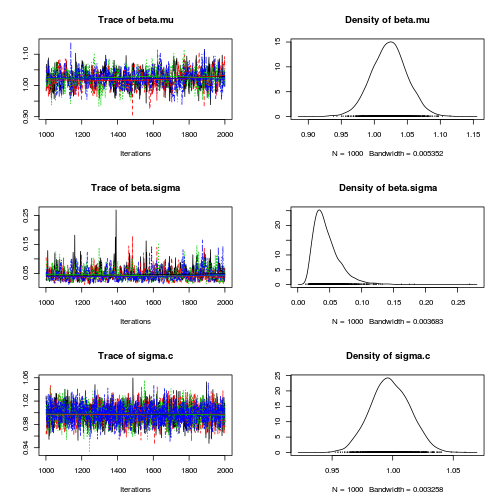 Trace of beta.mu
0.90
1.00
1.10
1000 1200 1400 1600 1800 2000
Iterations
Density of beta.mu
0 5 10 15
0.90 0.95 1.00 1.05 1.10 1.15
N = 1000 Bandwidth = 0.005352
Trace of beta.sigma
0.05 0.15 0.25
1000 1200 1400 1600 1800 2000
Iterations
Density of beta.sigma
0 5 10 15 20 25
0.00 0.05 0.10 0.15 0.20 0.25
N = 1000 Bandwidth = 0.003683
Trace of sigma.c
0.94 0.98 1.02 1.06
1000 1200 1400 1600 1800 2000
Iterations
Density of sigma.c
0 5 10 15 20 25
0.95 1.00 1.05
N = 1000 Bandwidth = 0.003258